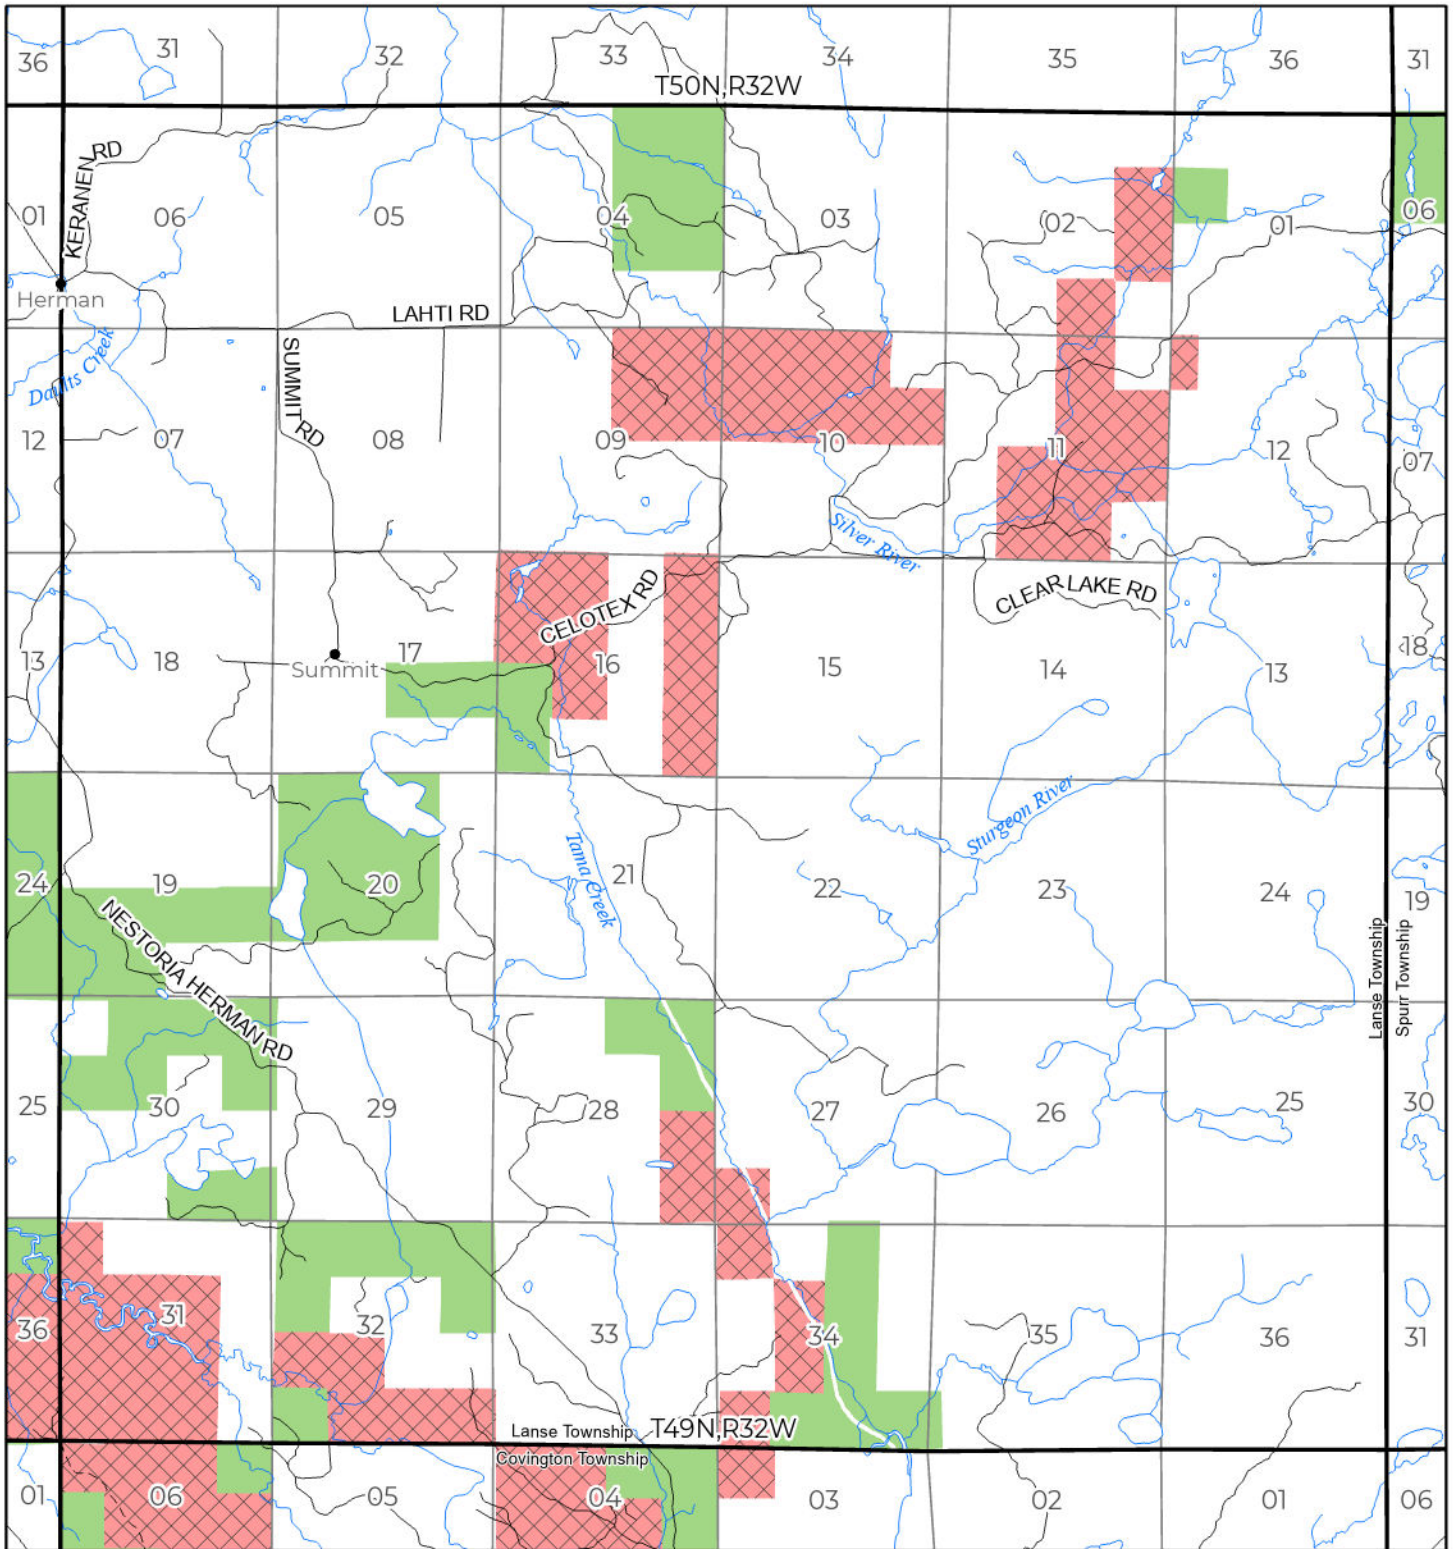 36 31 32 33 34 35 36 31
T50N,R32W
KERANEN RD
01 06 05 04 03 02 01 06
Herman
LAHTI RD
Daults Creek
SUMMIT RD
12 07 08 09 10 11 12 07
Silver River
CLEAR LAKE RD
CELOTEX RD
13 18 17 16 15 14 13 18
Summit
Sturgeon River
Tama Creek
24 19 20 21 22 23 24 19
NESTORIA HERMAN RD
Lanse Township
Spurr Township
25 30 29 28 27 26 25 30
36 31 32 33 34 35 36 31
Lanse Township
T49N,R32W
Covington Township
01 06 05 04 03 02 01 06